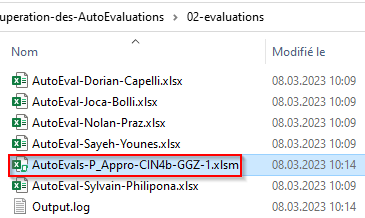 uperation-des-AutoEvaluations > 02-evaluations
Nom Modifié le
AutoEval-Dorian-Capelli.xlsx 08.03.2023 10:09
AutoEval-Joca-Bolli.xlsx 08.03.2023 10:09
AutoEval-Nolan-Praz.xlsx 08.03.2023 10:09
AutoEval-Sayeh-Younes.xlsx 08.03.2023 10:09
AutoEvals-P_Appro-CIN4b-GGZ-1.xlsm 08.03.2023 10:14
AutoEval-Sylvain-Philipona.xlsx 08.03.2023 10:09
Output.log 08.03.2023 10:14